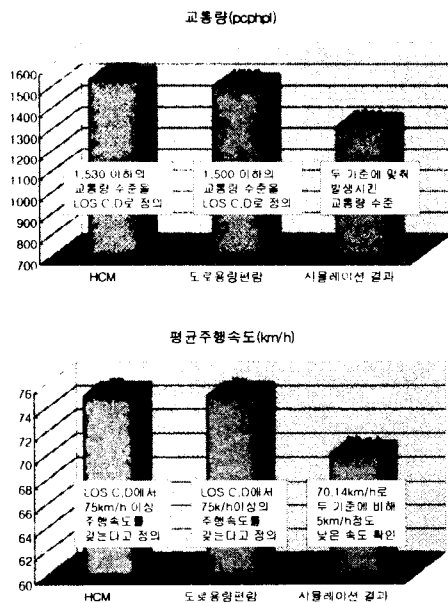 교통량(pcphpl)
1600
1500
1400
1300
1200
1100
1000
900
800
700
1,530 이하의
교통량 수준을
LOS C,D로 정의
1,500 이하의
교통량 수준을
LOS C,D로 정의
두 기준에 맞춰
발생시킨
교통량 수준
HCM
도로용량편람
시뮬레이션 결과
평균주행속도(km/h)
76
74
72
70
68
66
64
62
60
LOS C,D에서
75km/h 이상
주행속도를
갖는다고 정의
LOS C,D에서
75k/h이상의
주행속도를
갖는다고 정의
70.14km/h로
두 기준에 비해
5km/h정도
낮은 속도 확인
HCM
도로용량편람
시뮬레이션 결과